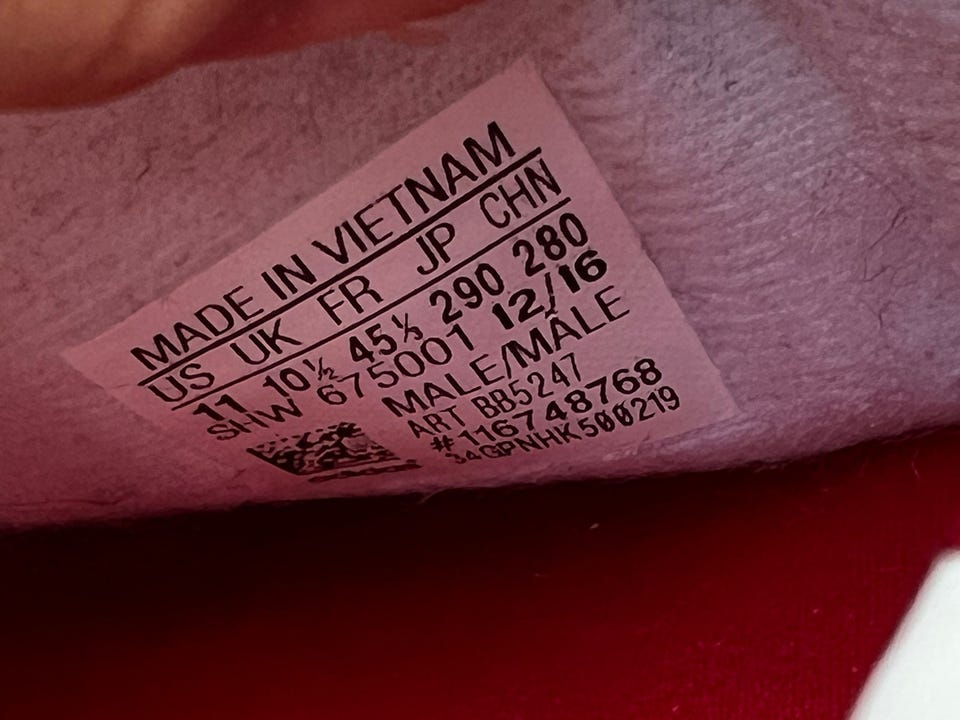 MADE IN VIETNAM
US UK FR JP CHN
11 10½ 45⅓ 290 280
SHW 675001 12/16
MALE/MÂLE
ART BB5247
#116748768
34GPNHK500219